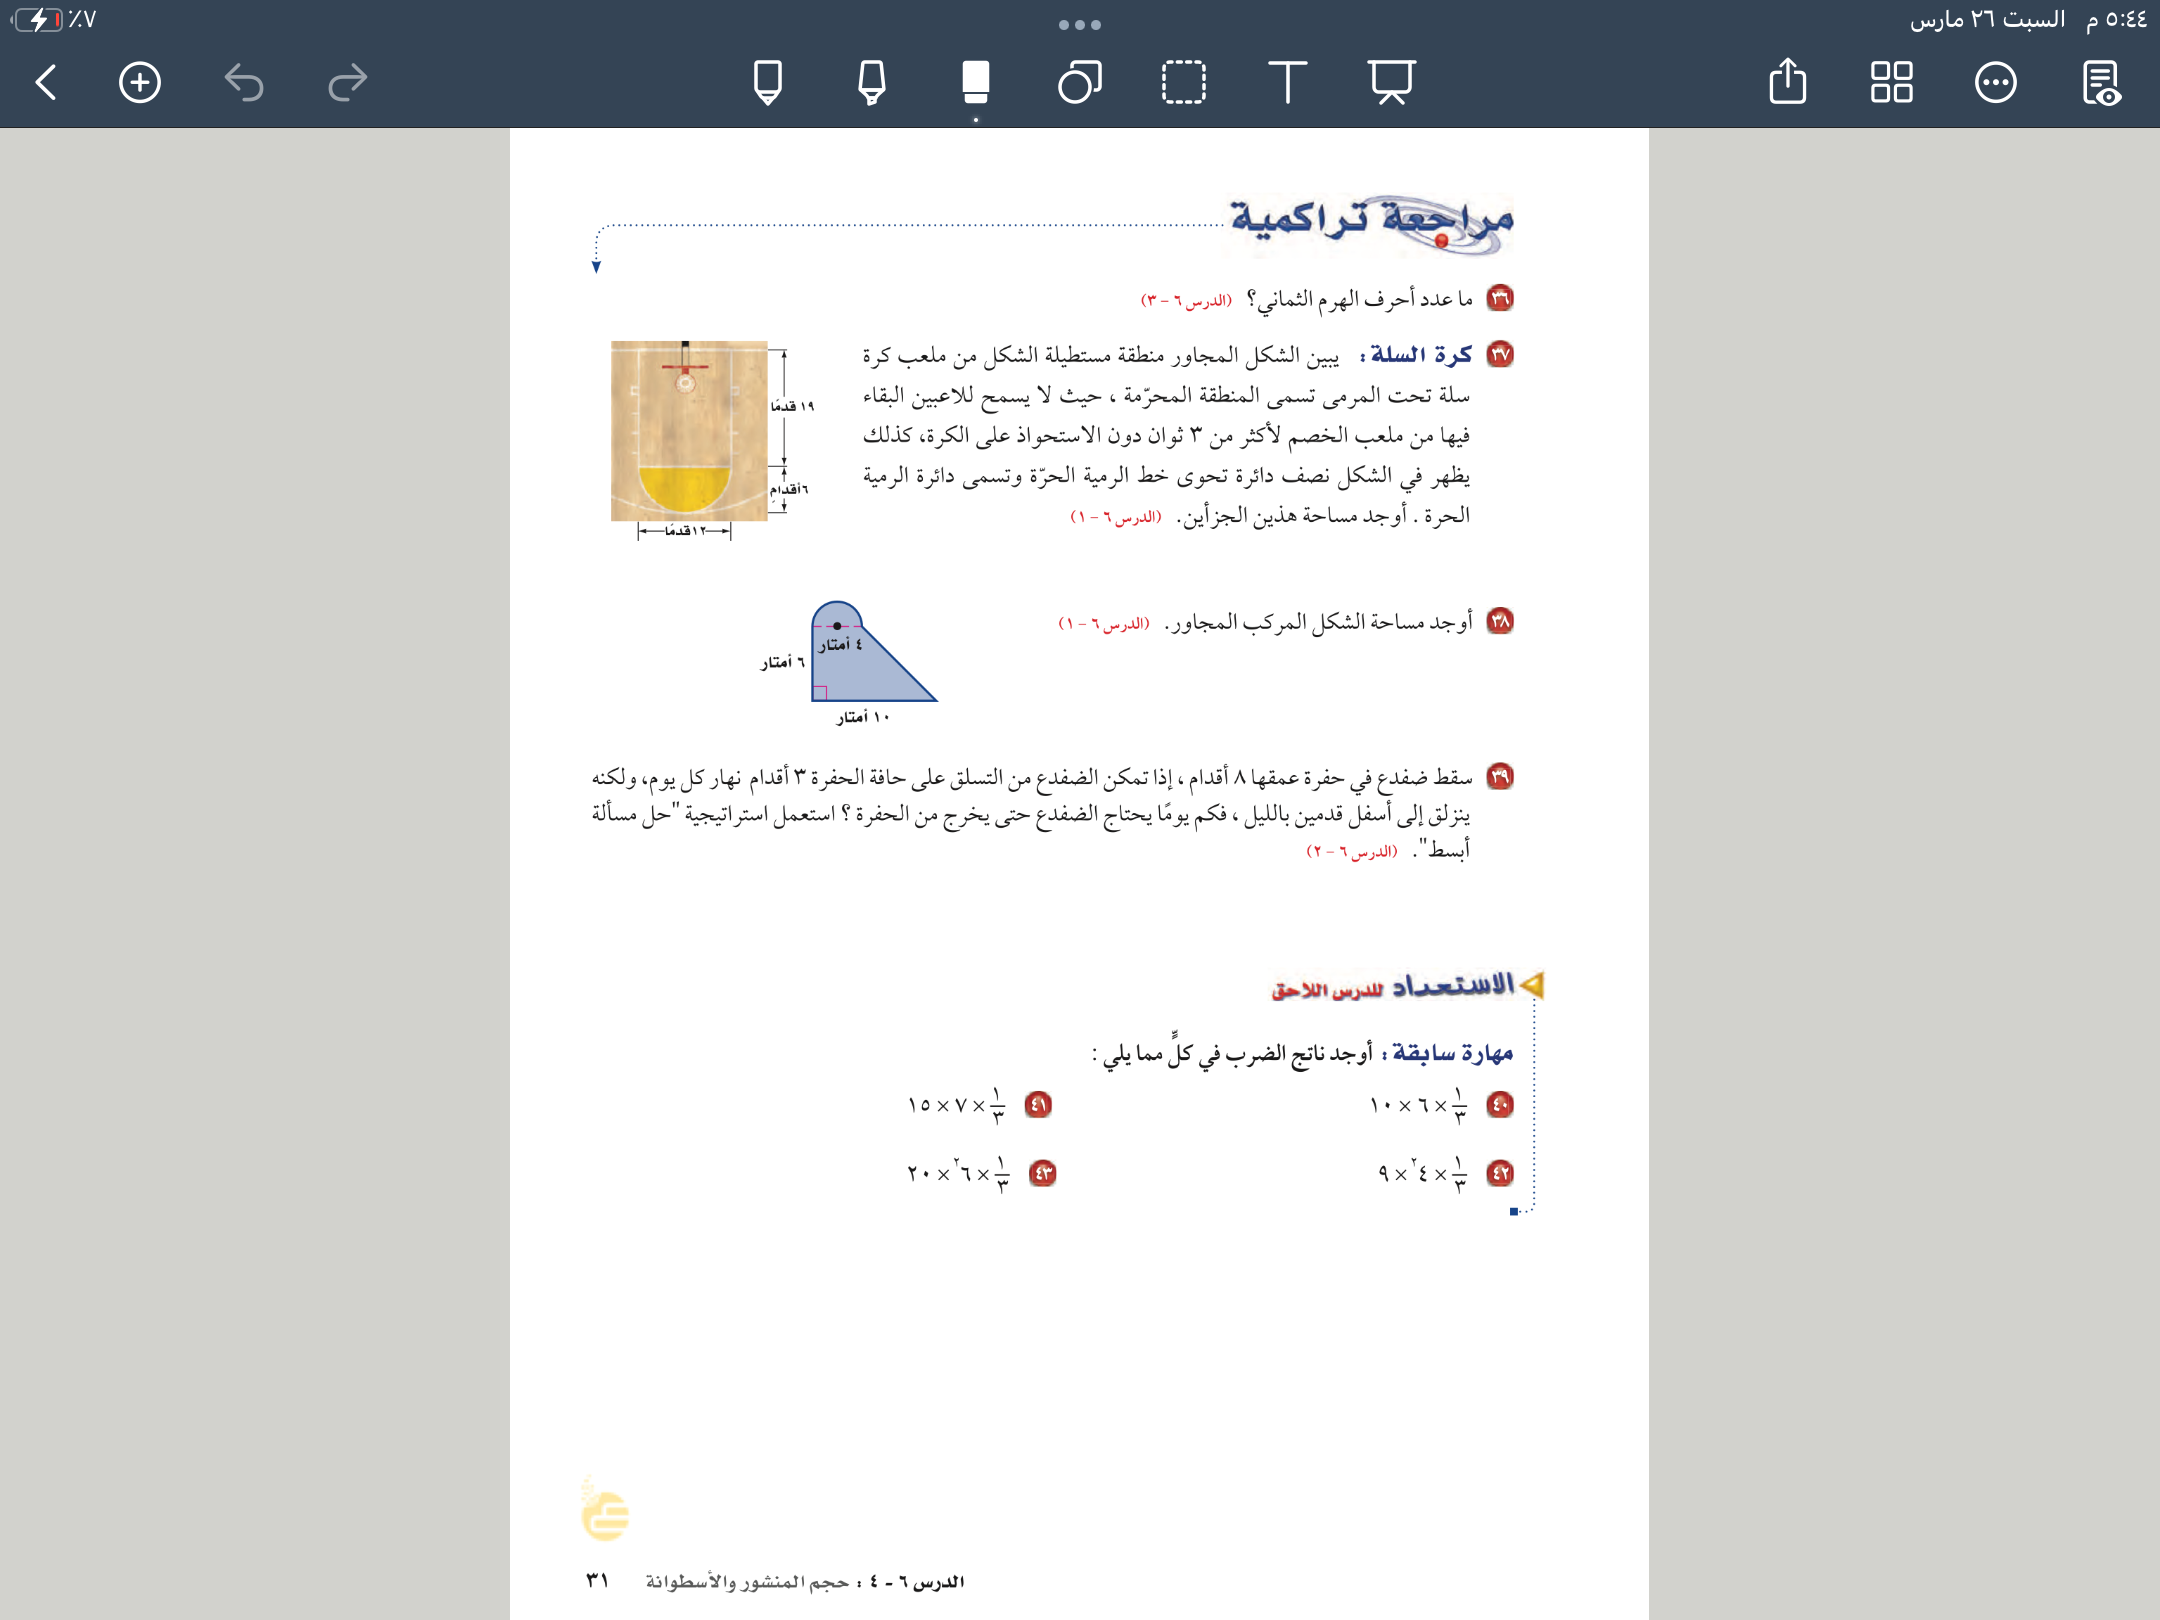 ٥:٤٤ م السبت ٢٦ مارس
٪٧
مراجعة تراكمية
٣٦ ما عدد أحرف الهرم الثماني؟ (الدرس ٦ – ٣)
٣٧ كرة السلة: يبين الشكل المجاور منطقة مستطيلة الشكل من ملعب كرة
سلة تحت المرمى تسمى المنطقة المحرّمة ، حيث لا يسمح للاعبين البقاء
فيها من ملعب الخصم لأكثر من ٣ ثوان دون الاستحواذ على الكرة، كذلك
يظهر في الشكل نصف دائرة تحوى خط الرمية الحرّة وتسمى دائرة الرمية
الحرة . أوجد مساحة هذين الجزأين. (الدرس ٦ – ١)
١٩ قدمًا
٦ أقدامٍ
١٢ قدمًا
٣٨ أوجد مساحة الشكل المركب المجاور. (الدرس ٦ – ١)
٤ أمتار
٦ أمتار
١٠ أمتار
٣٩ سقط ضفدع في حفرة عمقها ٨ أقدام ، إذا تمكن الضفدع من التسلق على حافة الحفرة ٣ أقدام نهار كل يوم، ولكنه
ينزلق إلى أسفل قدمين بالليل ، فكم يومًا يحتاج الضفدع حتى يخرج من الحفرة ؟ استعمل استراتيجية "حل مسألة
أبسط". (الدرس ٦ – ٢)
الاستعداد للدرس اللاحق
مهارة سابقة : أوجد ناتج الضرب في كلٍّ مما يلي :
٤٠ ١/٣ × ٦ × ١٠ ٤١ ١/٣ × ٧ × ١٥
٤٢ ١/٣ × ٤² × ٩ ٤٣ ١/٣ × ٦² × ٢٠
الدرس ٦ - ٤ : حجم المنشور والأسطوانة ٣١